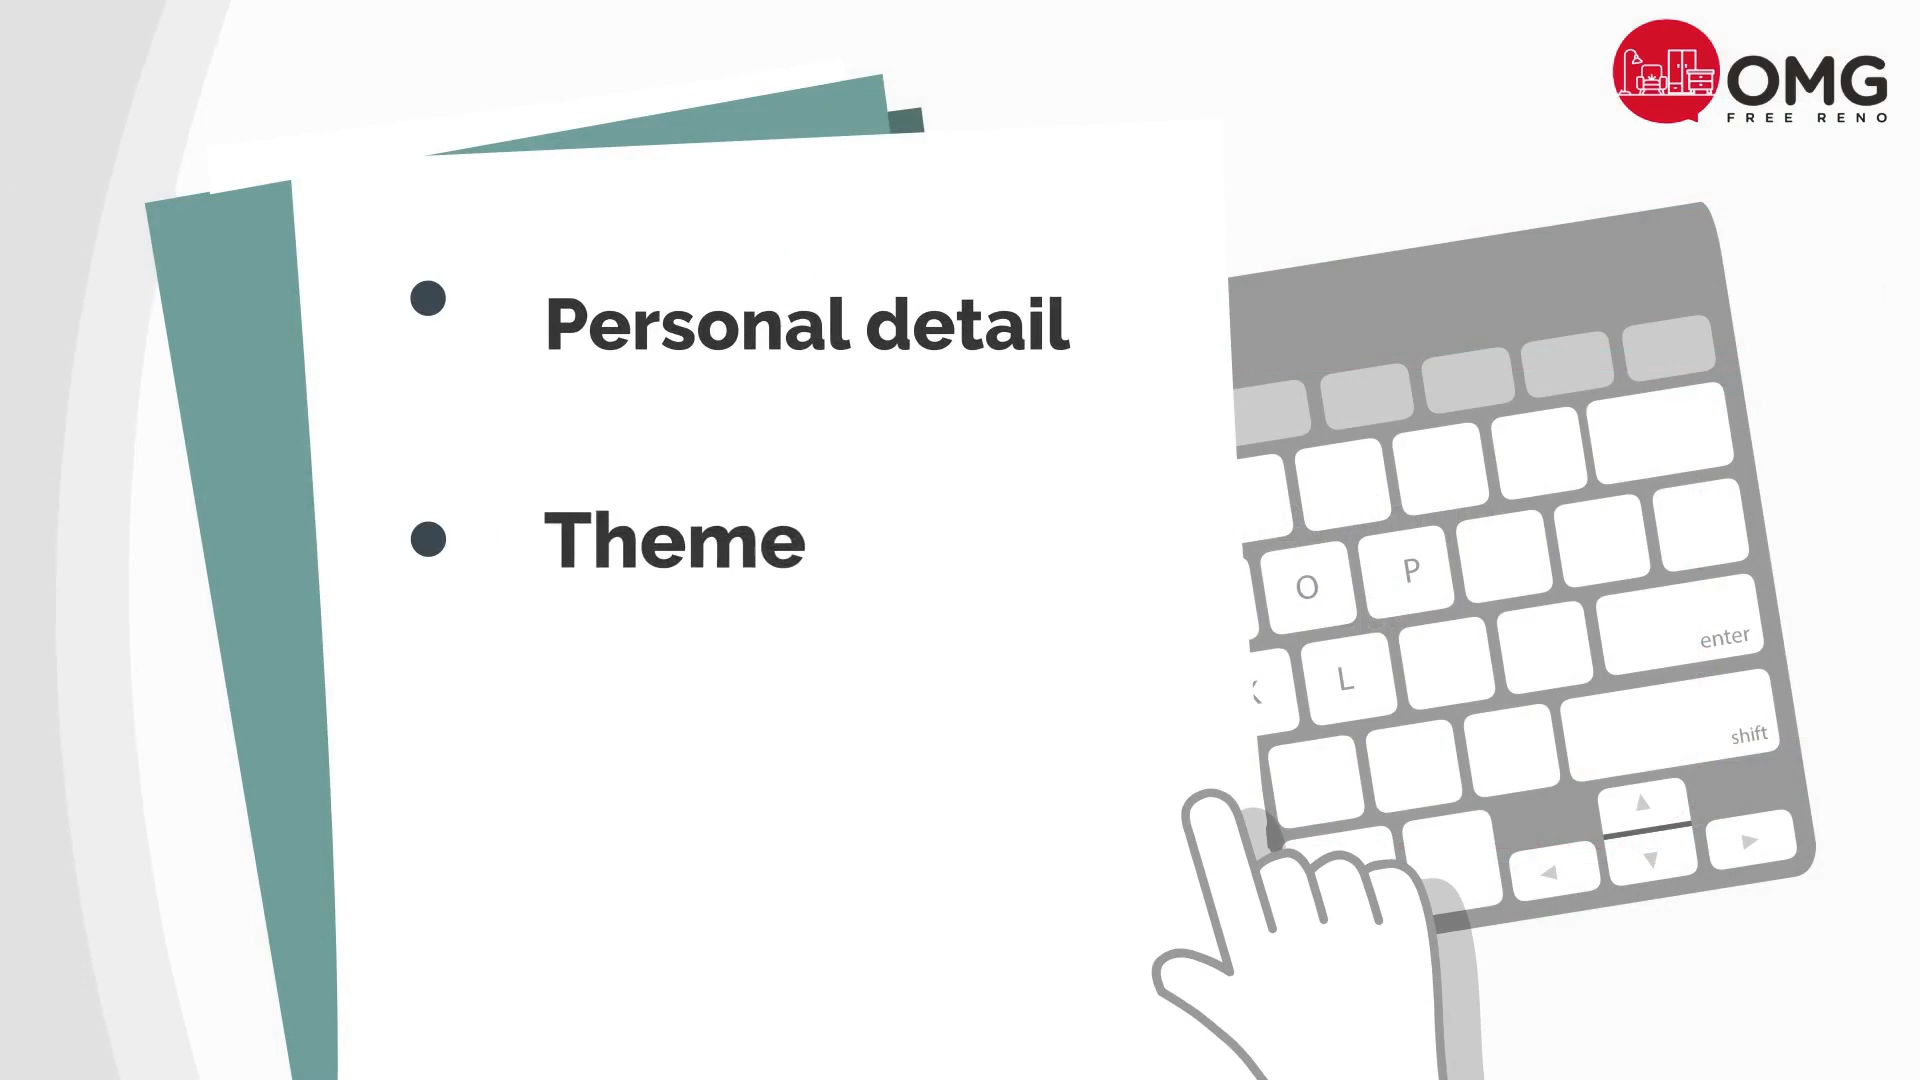 OMG
FREE RENO
Personal detail
Theme
O
P
enter
K
L
shift